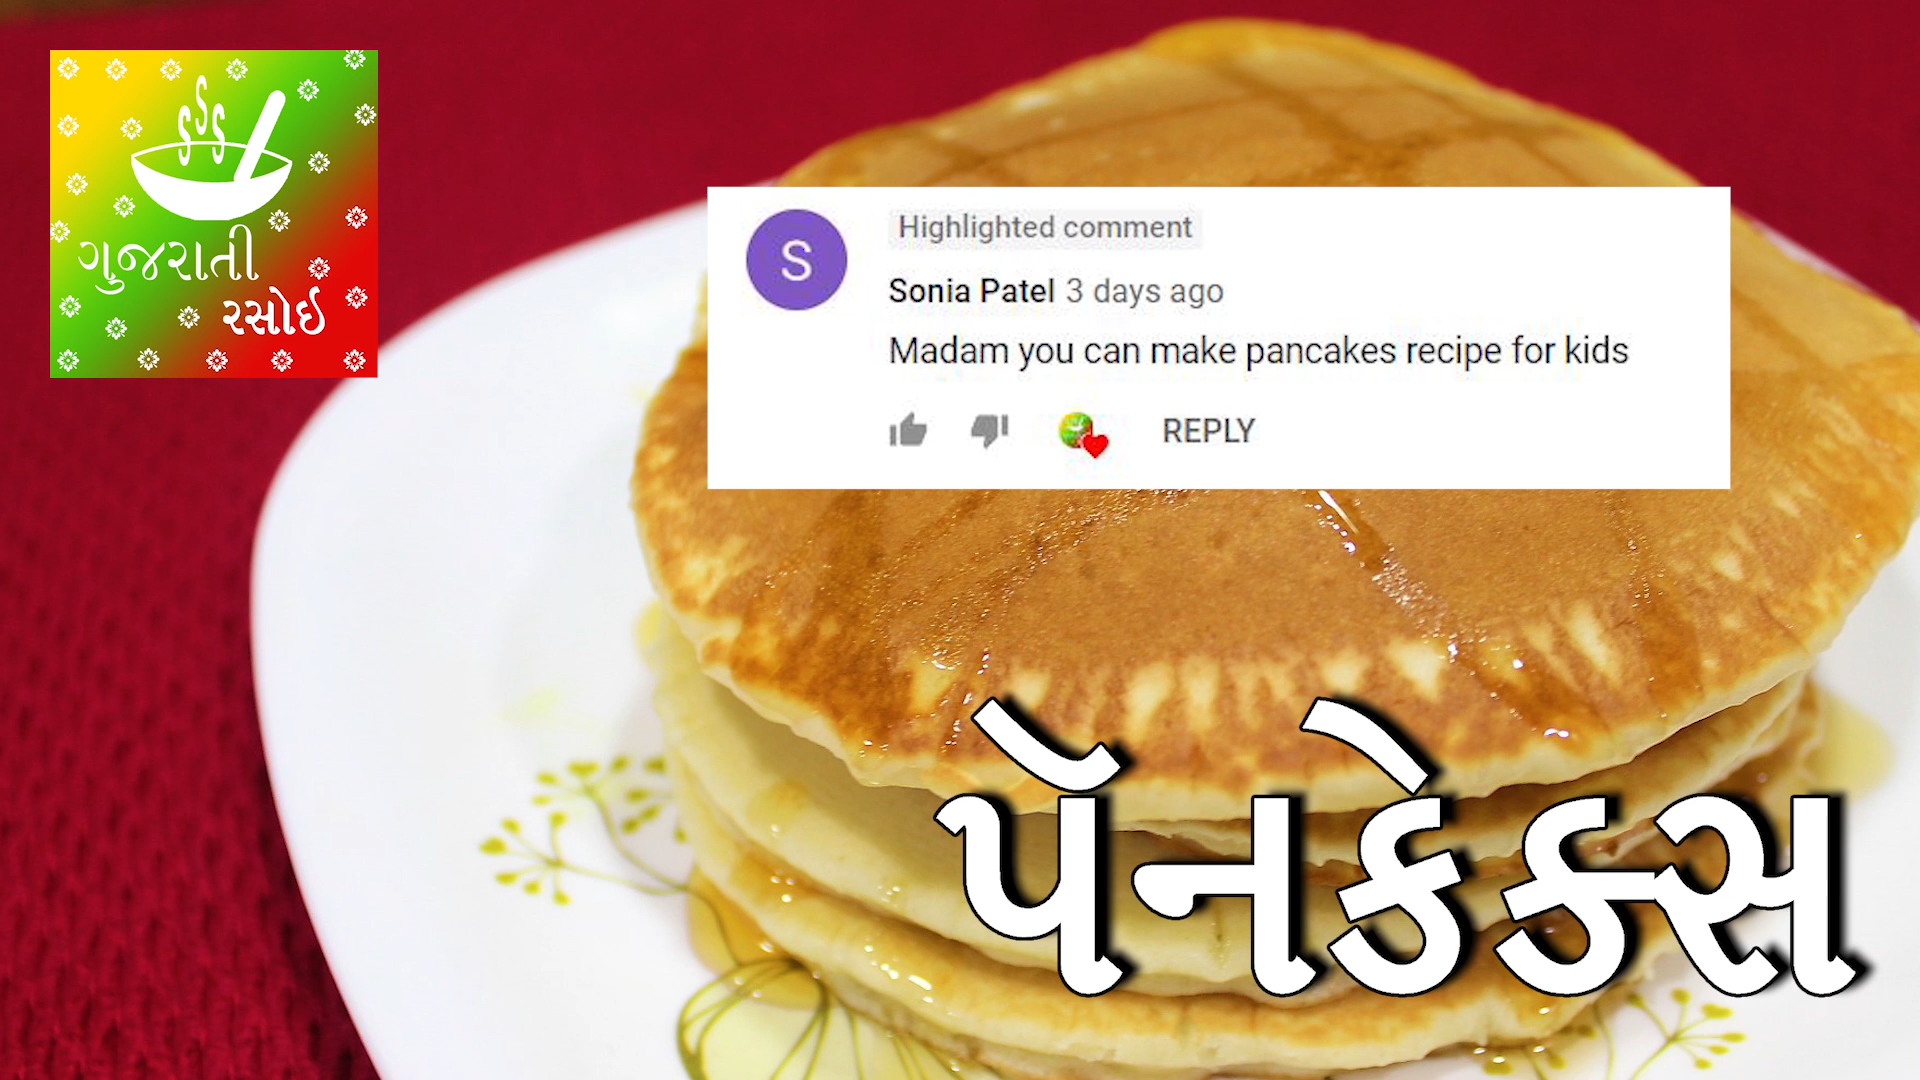 ગુજરાતી
રસોઈ
Highlighted comment
S
Sonia Patel 3 days ago
Madam you can make pancakes recipe for kids
REPLY
પૅનકેક્સ